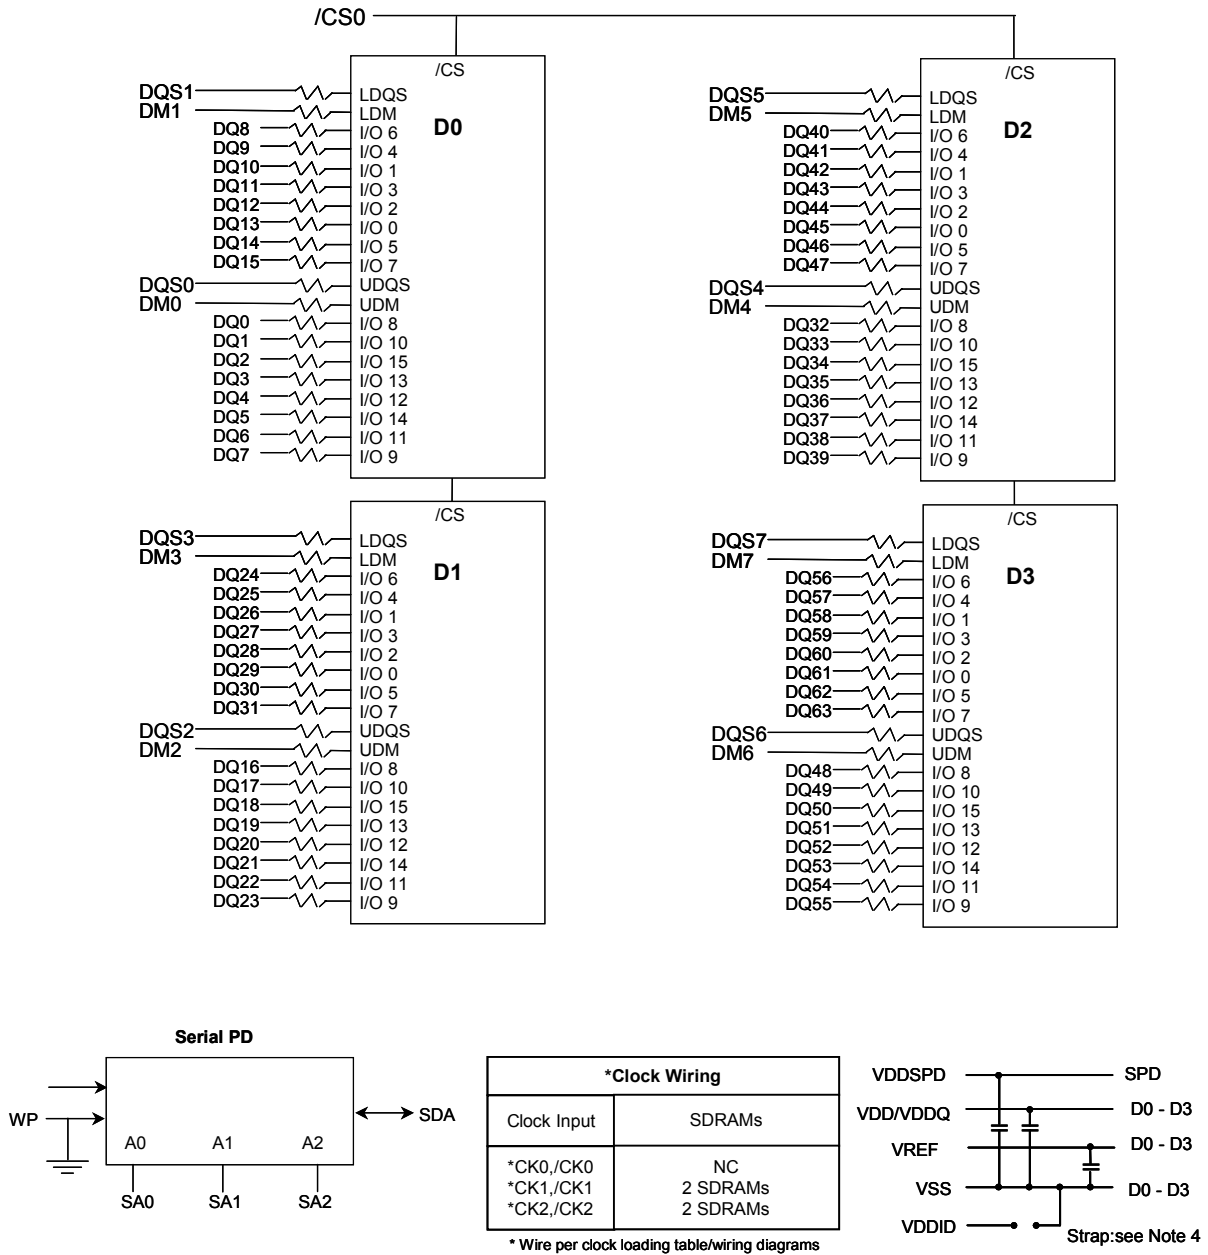 /CS0
/CS
D0
DQS1 LDQS
DM1 LDM
DQ8 I/O 6
DQ9 I/O 4
DQ10 I/O 1
DQ11 I/O 3
DQ12 I/O 2
DQ13 I/O 0
DQ14 I/O 5
DQ15 I/O 7
DQS0 UDQS
DM0 UDM
DQ0 I/O 8
DQ1 I/O 10
DQ2 I/O 15
DQ3 I/O 13
DQ4 I/O 12
DQ5 I/O 14
DQ6 I/O 11
DQ7 I/O 9
/CS
D2
DQS5 LDQS
DM5 LDM
DQ40 I/O 6
DQ41 I/O 4
DQ42 I/O 1
DQ43 I/O 3
DQ44 I/O 2
DQ45 I/O 0
DQ46 I/O 5
DQ47 I/O 7
DQS4 UDQS
DM4 UDM
DQ32 I/O 8
DQ33 I/O 10
DQ34 I/O 15
DQ35 I/O 13
DQ36 I/O 12
DQ37 I/O 14
DQ38 I/O 11
DQ39 I/O 9
/CS
D1
DQS3 LDQS
DM3 LDM
DQ24 I/O 6
DQ25 I/O 4
DQ26 I/O 1
DQ27 I/O 3
DQ28 I/O 2
DQ29 I/O 0
DQ30 I/O 5
DQ31 I/O 7
DQS2 UDQS
DM2 UDM
DQ16 I/O 8
DQ17 I/O 10
DQ18 I/O 15
DQ19 I/O 13
DQ20 I/O 12
DQ21 I/O 14
DQ22 I/O 11
DQ23 I/O 9
/CS
D3
DQS7 LDQS
DM7 LDM
DQ56 I/O 6
DQ57 I/O 4
DQ58 I/O 1
DQ59 I/O 3
DQ60 I/O 2
DQ61 I/O 0
DQ62 I/O 5
DQ63 I/O 7
DQS6 UDQS
DM6 UDM
DQ48 I/O 8
DQ49 I/O 10
DQ50 I/O 15
DQ51 I/O 13
DQ52 I/O 12
DQ53 I/O 14
DQ54 I/O 11
DQ55 I/O 9
Serial PD
WP
SDA
A0 A1 A2
SA0 SA1 SA2
*Clock Wiring
Clock Input SDRAMs
*CK0,/CK0 NC
*CK1,/CK1 2 SDRAMs
*CK2,/CK2 2 SDRAMs
* Wire per clock loading table/wiring diagrams
VDDSPD SPD
VDD/VDDQ D0 - D3
VREF D0 - D3
VSS D0 - D3
VDDID Strap:see Note 4